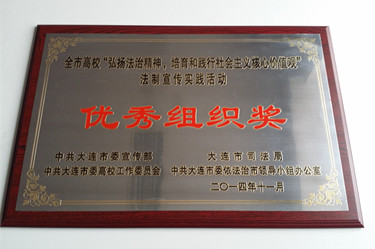 全市高校“弘扬法治精神，培育和践行社会主义核心价值观”
法制宣传实践活动
优秀组织奖
中共大连市委宣传部 大连市司法局
中共大连市委高校工作委员会 中共大连市委依法治市领导小组办公室
二〇一四年十一月